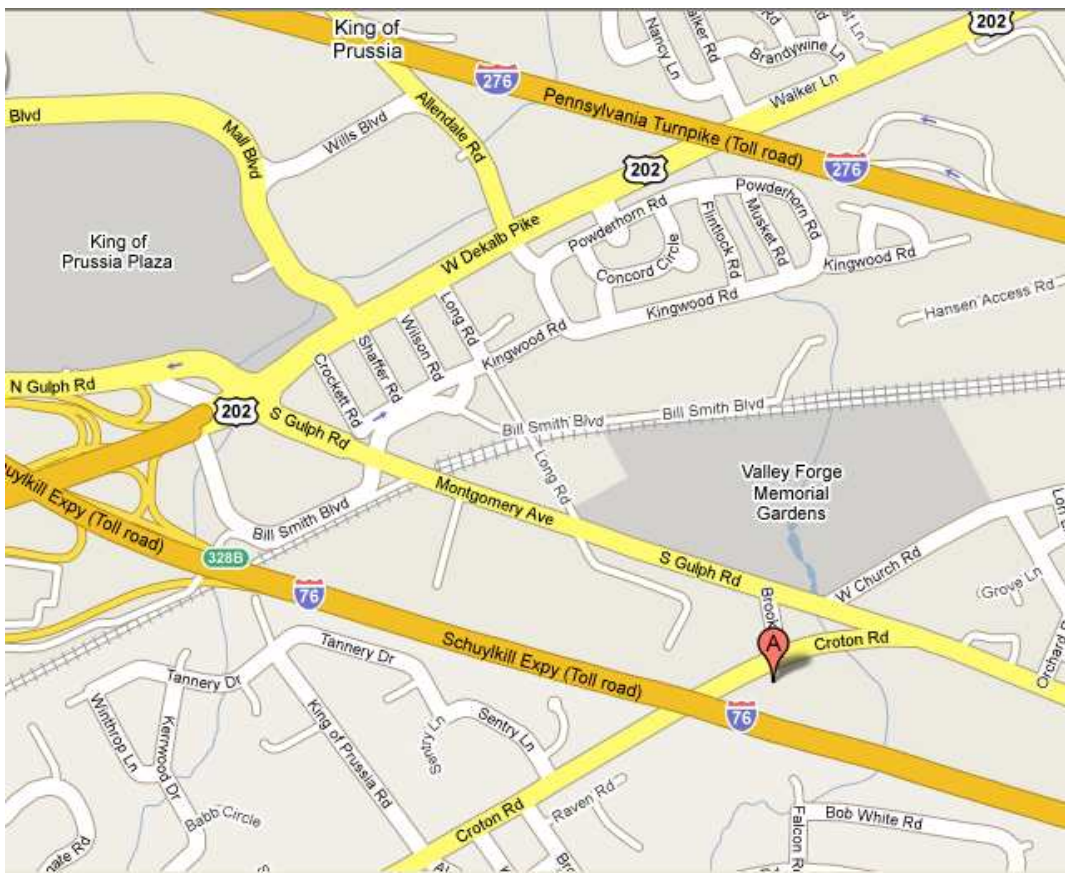 202
King of
Prussia
Nancy Ln
Walker Rd
Brandywine Ln
Walker Ln
276
Pennsylvania Turnpike (Toll road)
276
Blvd
Mall Blvd
Wills Blvd
Allendale Rd
202
King of
Prussia Plaza
W Dekalb Pike
Powderhorn Rd
Powderhorn Rd
Flintlock Rd
Musket Rd
Concord Circle
Kingwood Rd
Kingwood Rd
Kingwood Rd
Hansen Access Rd
Long Rd
Wilson Rd
Shaffer Rd
Crockett Rd
N Gulph Rd
202
S Gulph Rd
Bill Smith Blvd
Bill Smith Blvd
Long Rd
Montgomery Ave
Valley Forge
Memorial
Gardens
uylkill Expy (Toll road)
Bill Smith Blvd
328B
76
S Gulph Rd
W Church Rd
Grove Ln
Orchard
Brook
A
Croton Rd
Schuylkill Expy (Toll road)
76
Tannery Dr
Tannery Dr
Winthrop Ln
Kerrwood Dr
Babb Circle
King of Prussia Rd
Sentry Ln
Sentry Ln
Croton Rd
Raven Rd
Falcon
Bob White Rd